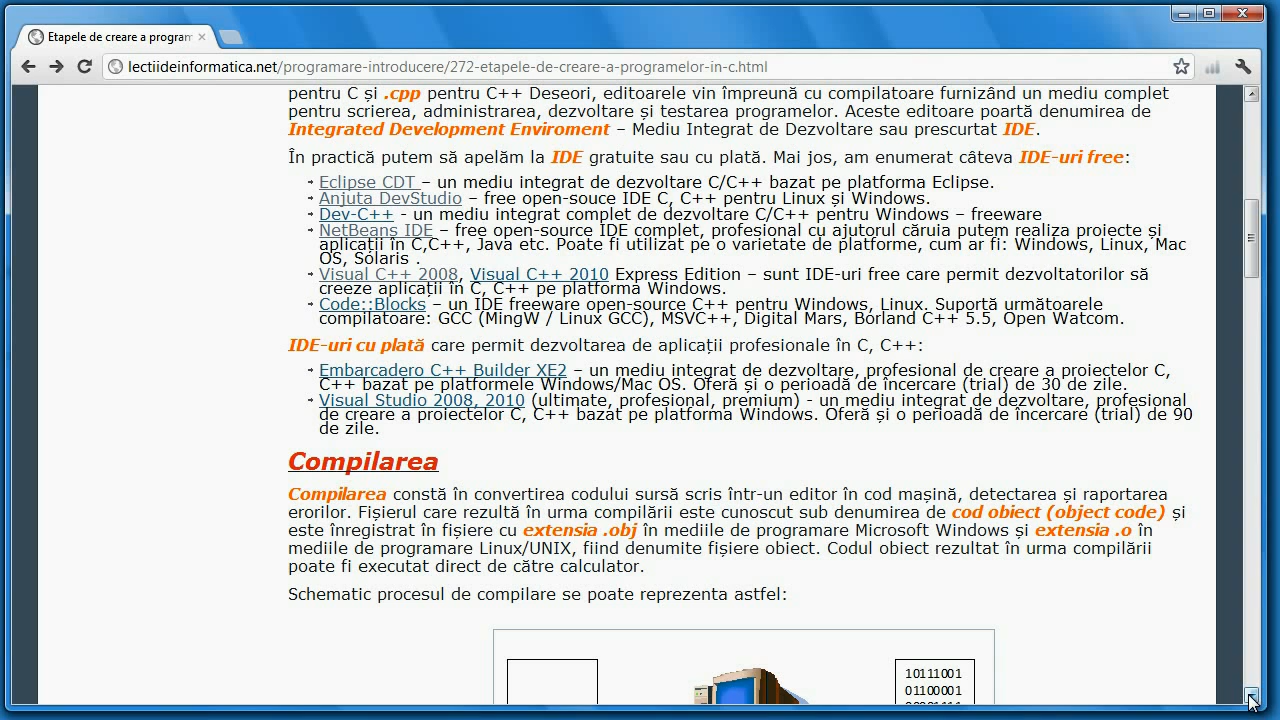 Etapele de creare a program
lectiideinformatica.net/programare-introducere/272-etapele-de-creare-a-programelor-in-c.html
pentru C și .cpp pentru C++ Deseori, editoarele vin împreună cu compilatoare furnizând un mediu complet
pentru scrierea, administrarea, dezvoltare și testarea programelor. Aceste editoare poartă denumirea de
Integrated Development Enviroment – Mediu Integrat de Dezvoltare sau prescurtat IDE.
În practică putem să apelăm la IDE gratuite sau cu plată. Mai jos, am enumerat câteva IDE-uri free:
Eclipse CDT – un mediu integrat de dezvoltare C/C++ bazat pe platforma Eclipse.
Anjuta DevStudio – free open-souce IDE C, C++ pentru Linux și Windows.
Dev-C++ - un mediu integrat complet de dezvoltare C/C++ pentru Windows – freeware
NetBeans IDE – free open-source IDE complet, profesional cu ajutorul căruia putem realiza proiecte și
aplicații în C,C++, Java etc. Poate fi utilizat pe o varietate de platforme, cum ar fi: Windows, Linux, Mac
OS, Solaris .
Visual C++ 2008, Visual C++ 2010 Express Edition – sunt IDE-uri free care permit dezvoltatorilor să
creeze aplicații în C, C++ pe platforma Windows.
Code::Blocks – un IDE freeware open-source C++ pentru Windows, Linux. Suportă următoarele
compilatoare: GCC (MingW / Linux GCC), MSVC++, Digital Mars, Borland C++ 5.5, Open Watcom.
IDE-uri cu plată care permit dezvoltarea de aplicații profesionale în C, C++:
Embarcadero C++ Builder XE2 – un mediu integrat de dezvoltare, profesional de creare a proiectelor C,
C++ bazat pe platformele Windows/Mac OS. Oferă și o perioadă de încercare (trial) de 30 de zile.
Visual Studio 2008, 2010 (ultimate, profesional, premium) - un mediu integrat de dezvoltare, profesional
de creare a proiectelor C, C++ bazat pe platforma Windows. Oferă și o perioadă de încercare (trial) de 90
de zile.
Compilarea
Compilarea constă în convertirea codului sursă scris într-un editor în cod mașină, detectarea și raportarea
erorilor. Fișierul care rezultă în urma compilării este cunoscut sub denumirea de cod obiect (object code) și
este înregistrat în fișiere cu extensia .obj în mediile de programare Microsoft Windows și extensia .o în
mediile de programare Linux/UNIX, fiind denumite fișiere obiect. Codul obiect rezultat în urma compilării
poate fi executat direct de către calculator.
Schematic procesul de compilare se poate reprezenta astfel:
10111001
01100001